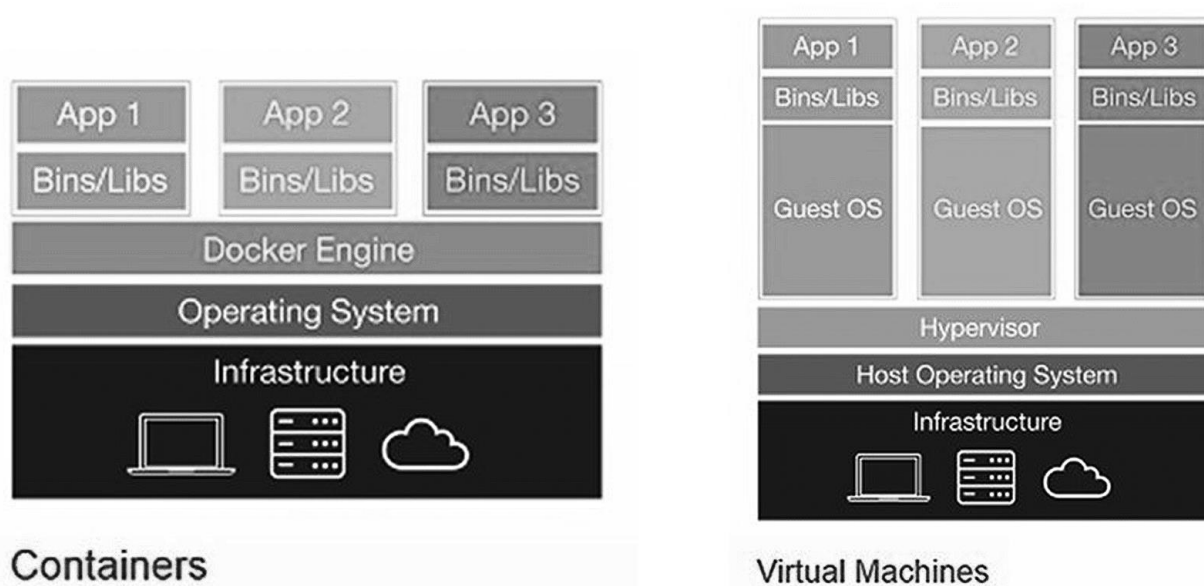 App 1 App 2 App 3
Bins/Libs Bins/Libs Bins/Libs
Docker Engine
Operating System
Infrastructure
Containers
App 1 App 2 App 3
Bins/Libs Bins/Libs Bins/Libs
Guest OS Guest OS Guest OS
Hypervisor
Host Operating System
Infrastructure
Virtual Machines